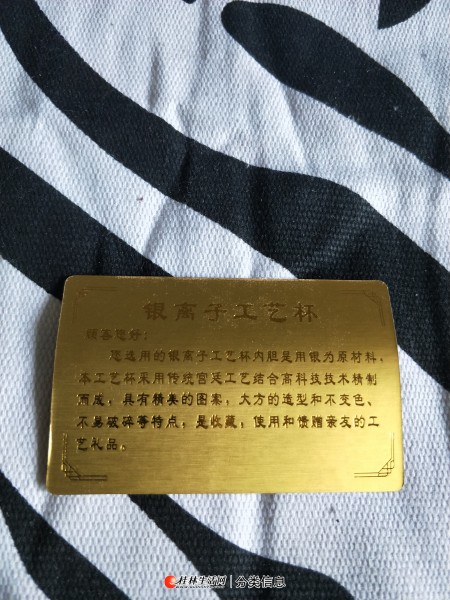 银离子工艺杯
顾客您好：
您选用的银离子工艺杯内胆是用银为原材料，
本工艺杯采用传统宫廷工艺结合高科技技术精制
而成，具有精美的图案，大方的造型和不变色、
不易破碎等特点，是收藏，使用和馈赠亲友的工
艺礼品。
桂林生活网 | 分类信息